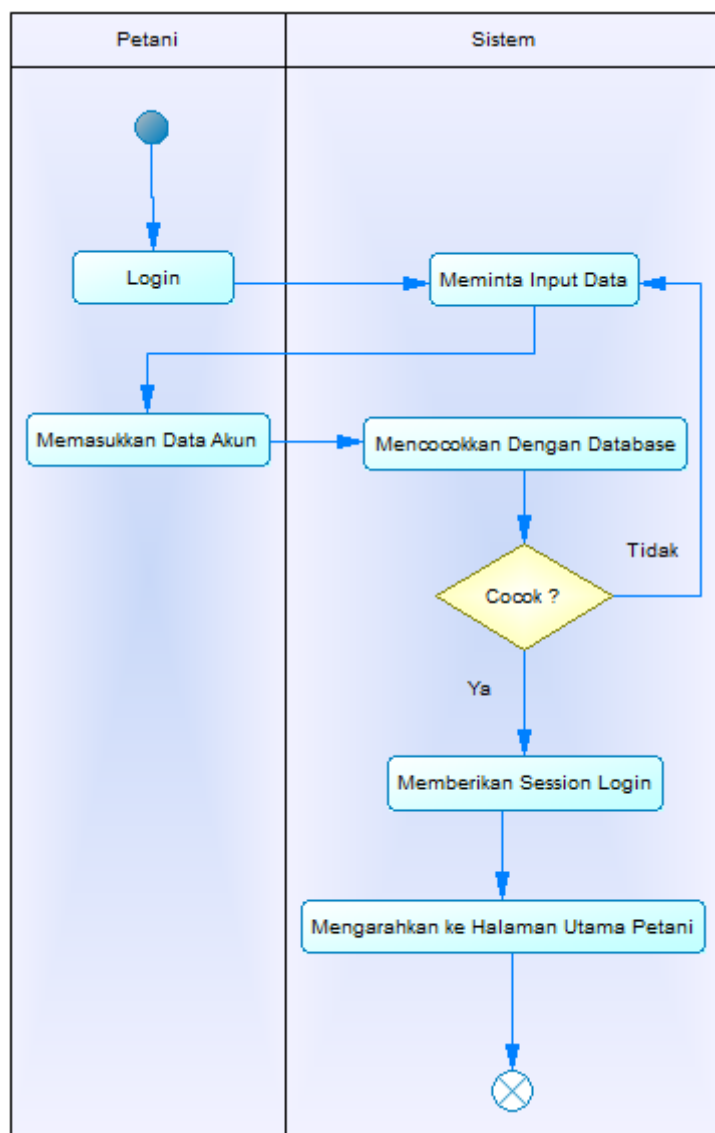 Petani
Sistem
Login
Meminta Input Data
Memasukkan Data Akun
Mencocokkan Dengan Database
Tidak
Cocok ?
Ya
Memberikan Session Login
Mengarahkan ke Halaman Utama Petani